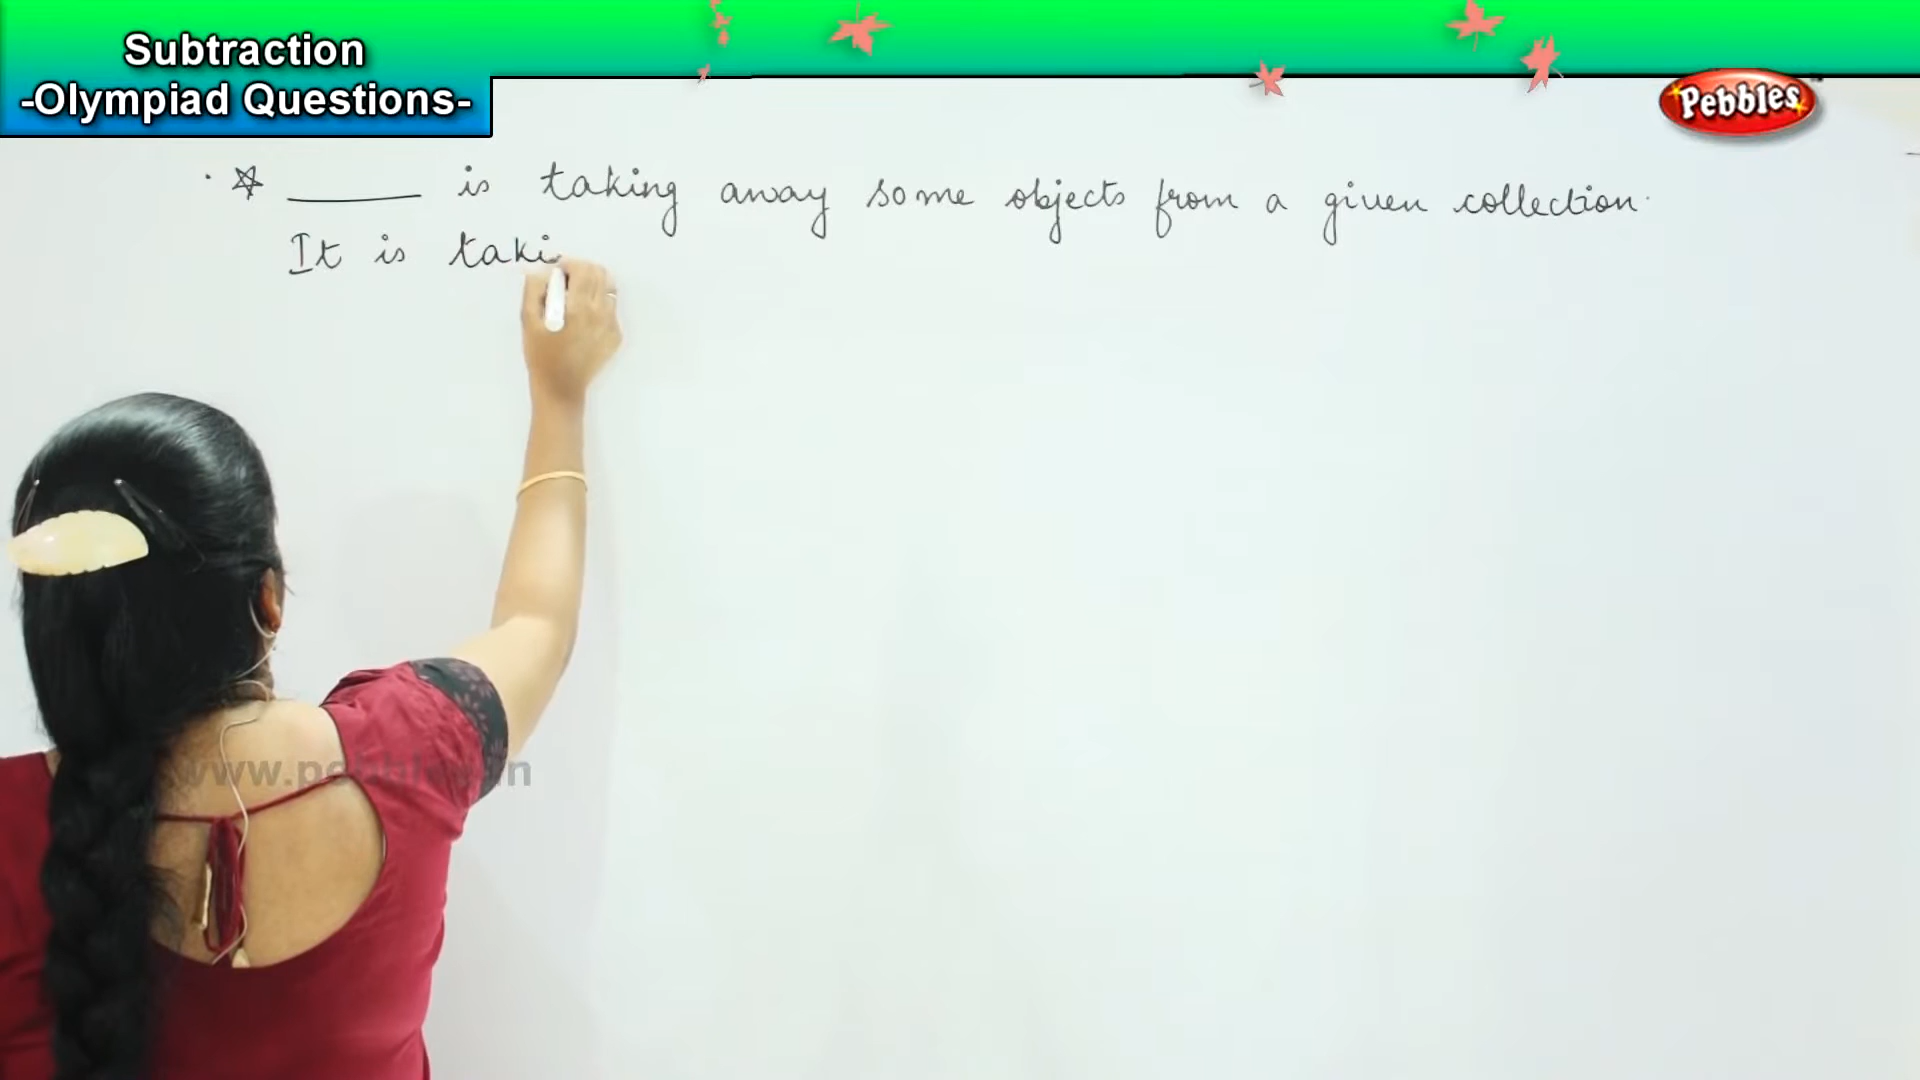 Subtraction
-Olympiad Questions-
Pebbles
_____ is taking away some objects from a given collection.
It is taki